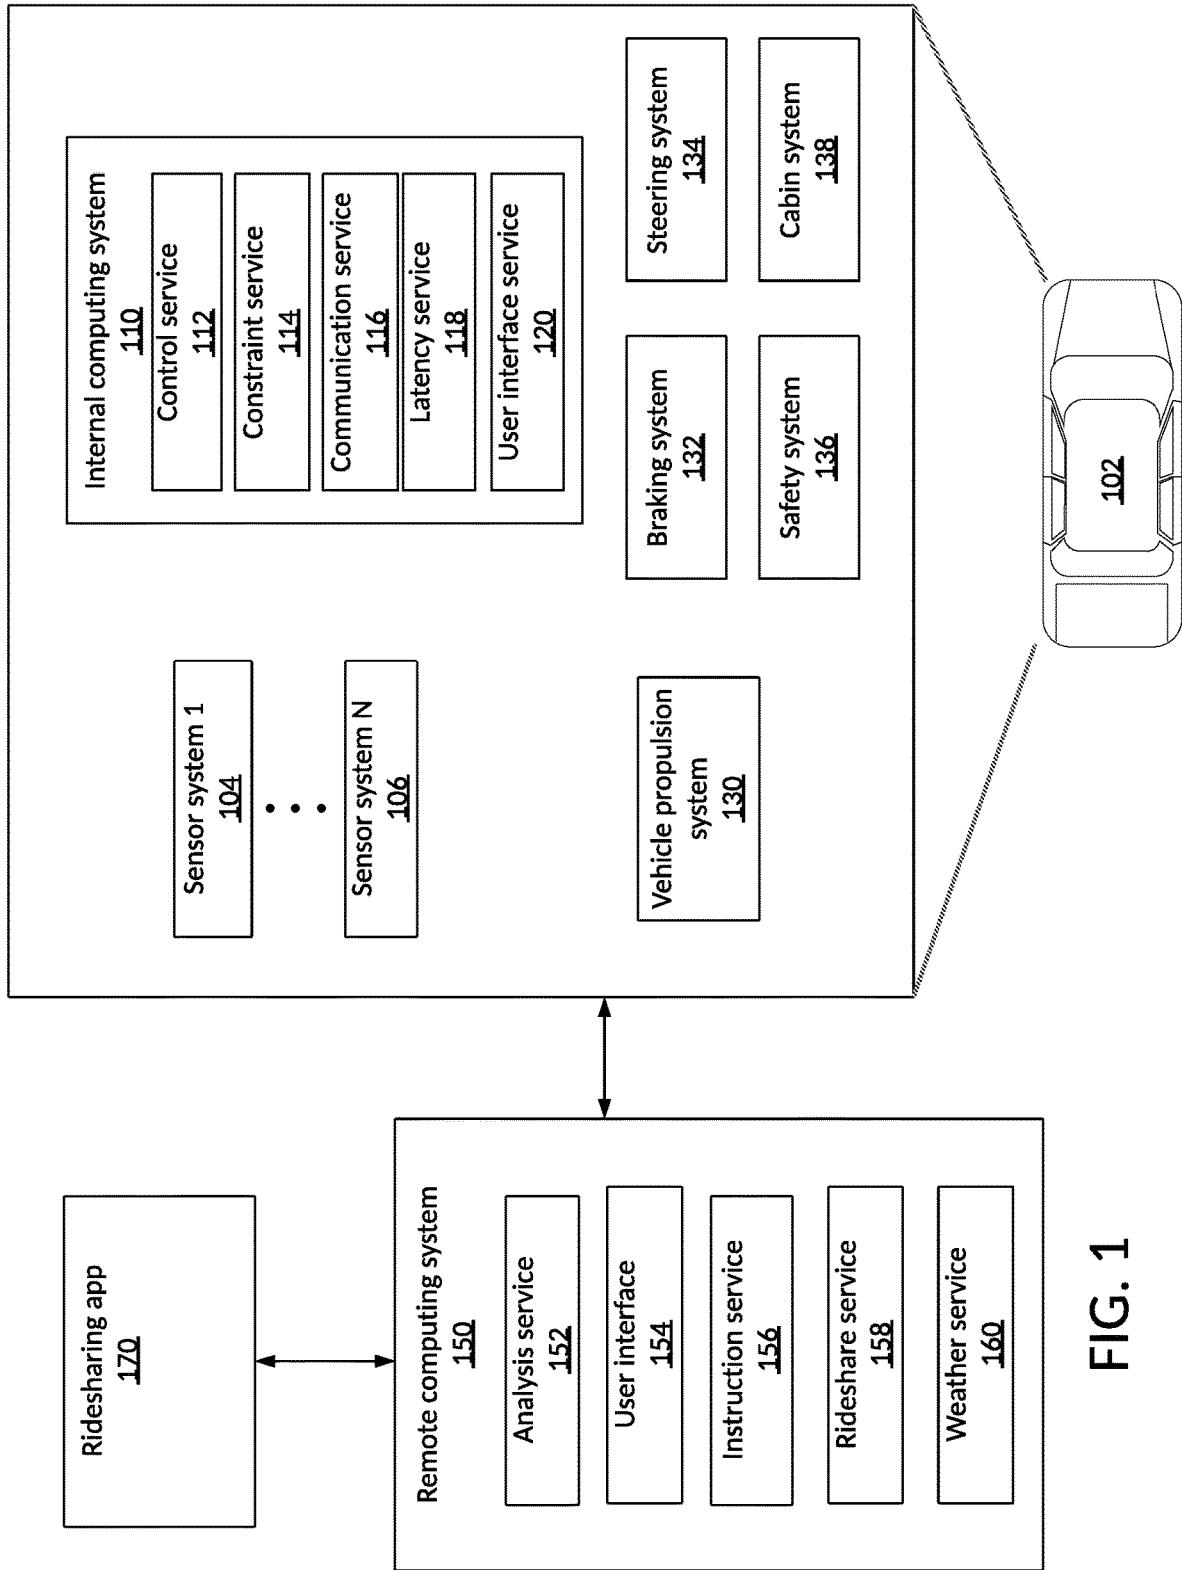 Ridesharing app
170
Remote computing system
150
Analysis service
152
User interface
154
Instruction service
156
Rideshare service
158
Weather service
160
Sensor system 1
104
Sensor system N
106
Vehicle propulsion
system
130
Internal computing system
110
Control service
112
Constraint service
114
Communication service
116
Latency service
118
User interface service
120
Braking system
132
Steering system
134
Safety system
136
Cabin system
138
102
FIG. 1